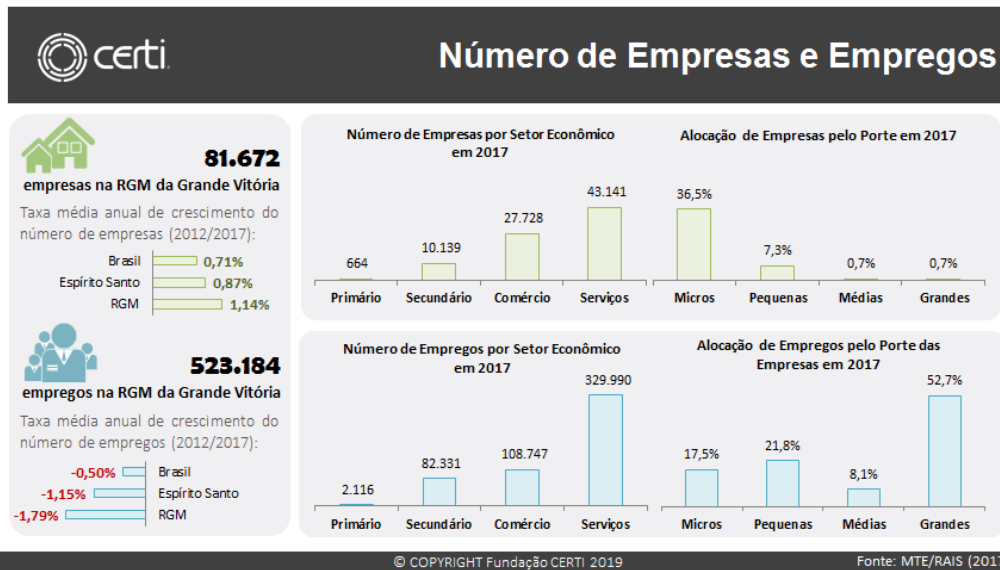 certi.
Número de Empresas e Empregos
81.672
empresas na RGM da Grande Vitória
Taxa média anual de crescimento do
número de empresas (2012/2017):
Brasil 0,71%
Espírito Santo 0,87%
RGM 1,14%
523.184
empregos na RGM da Grande Vitória
Taxa média anual de crescimento do
número de empregos (2012/2017):
-0,50% Brasil
-1,15% Espírito Santo
-1,79% RGM
Número de Empresas por Setor Econômico
em 2017
664 10.139 27.728 43.141
Primário Secundário Comércio Serviços
Alocação de Empresas pelo Porte em 2017
36,5% 7,3% 0,7% 0,7%
Micros Pequenas Médias Grandes
Número de Empregos por Setor Econômico
em 2017
2.116 82.331 108.747 329.990
Primário Secundário Comércio Serviços
Alocação de Empregos pelo Porte das
Empresas em 2017
17,5% 21,8% 8,1% 52,7%
Micros Pequenas Médias Grandes
© COPYRIGHT Fundação CERTI 2019
Fonte: MTE/RAIS (2017